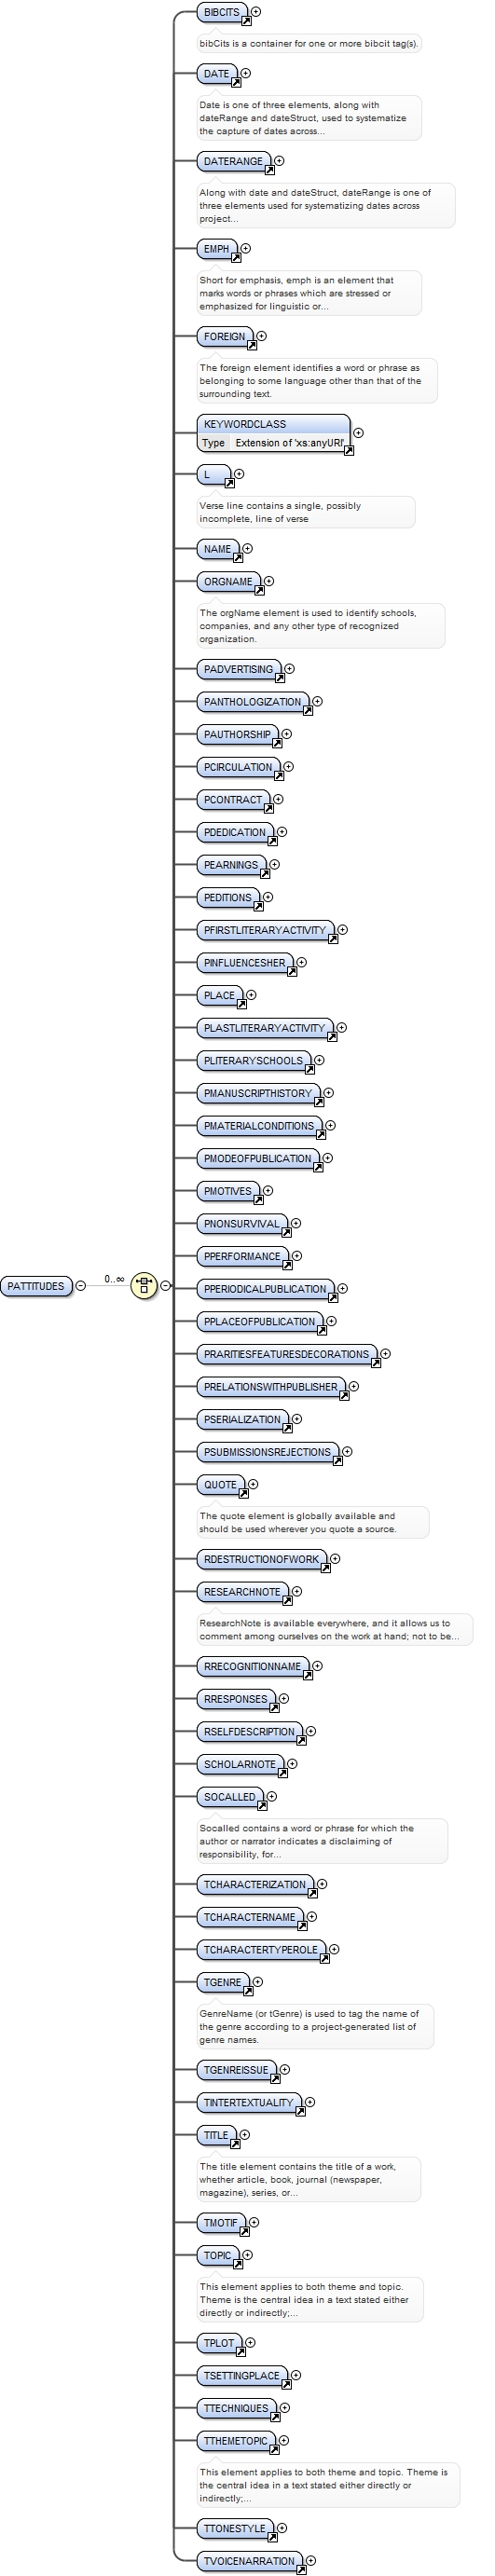 BIBCITS
bibCits is a container for one or more bibcit tag(s).
DATE
Date is one of three elements, along with
dateRange and dateStruct, used to systematize
the capture of dates across...
DATERANGE
Along with date and dateStruct, dateRange is one of
three elements used for systematizing dates across
project...
EMPH
Short for emphasis, emph is an element that
marks words or phrases which are stressed or
emphasized for linguistic or...
FOREIGN
The foreign element identifies a word or phrase as
belonging to some language other than that of the
surrounding text.
KEYWORDCLASS
Type Extension of 'xs:anyURI'
L
Verse line contains a single, possibly
incomplete, line of verse
NAME
ORGNAME
The orgName element is used to identify schools,
companies, and any other type of recognized
organization.
PADVERTISING
PANTHOLOGIZATION
PAUTHORSHIP
PCIRCULATION
PCONTRACT
PDEDICATION
PEARNINGS
PEDITIONS
PFIRSTLITERARYACTIVITY
PINFLUENCESHER
PLACE
PLASTLITERARYACTIVITY
PLITERARYSCHOOLS
PMANUSCRIPTHISTORY
PMATERIALCONDITIONS
PMODEOFPUBLICATION
PMOTIVES
PNONSURVIVAL
PPERFORMANCE
PATTITUDES 0..∞
PPERIODICALPUBLICATION
PPLACEOFPUBLICATION
PRARITIESFEATURESDECORATIONS
PRELATIONSWITHPUBLISHER
PSERIALIZATION
PSUBMISSIONSREJECTIONS
QUOTE
The quote element is globally available and
should be used wherever you quote a source.
RDESTRUCTIONOFWORK
RESEARCHNOTE
ResearchNote is available everywhere, and it allows us to
comment among ourselves on the work at hand; not to be...
RRECOGNITIONNAME
RRESPONSES
RSELFDESCRIPTION
SCHOLARNOTE
SOCALLED
Socalled contains a word or phrase for which the
author or narrator indicates a disclaiming of
responsibility, for...
TCHARACTERIZATION
TCHARACTERNAME
TCHARACTERTYPEROLE
TGENRE
GenreName (or tGenre) is used to tag the name of
the genre according to a project-generated list of
genre names.
TGENREISSUE
TINTERTEXTUALITY
TITLE
The title element contains the title of a work,
whether article, book, journal (newspaper,
magazine), series, or...
TMOTIF
TOPIC
This element applies to both theme and topic.
Theme is the central idea in a text stated either
directly or indirectly;...
TPLOT
TSETTINGPLACE
TTECHNIQUES
TTHEMETOPIC
This element applies to both theme and topic. Theme is
the central idea in a text stated either directly or
indirectly;...
TTONESTYLE
TVOICENARRATION